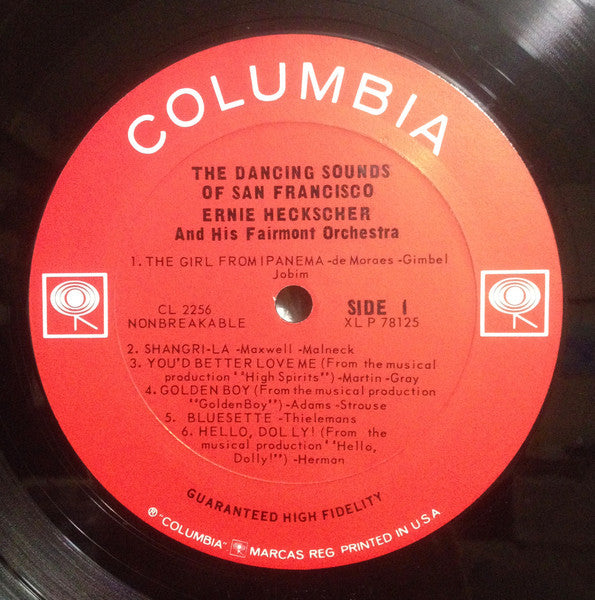 COLUMBIA
THE DANCING SOUNDS
OF SAN FRANCISCO
ERNIE HECKSCHER
And His Fairmont Orchestra
1. THE GIRL FROM IPANEMA -de Moraes -Gimbel
Jobim
CL 2256
NONBREAKABLE
SIDE 1
XLP 78125
2. SHANGRI-LA -Maxwell -Malneck
3. YOU'D BETTER LOVE ME (From the musical
production ''High Spirits'') -Martin -Gray
4. GOLDEN BOY (From the musical production
''Golden Boy'') -Adams -Strouse
5. BLUESETTE -Thielemans
6. HELLO, DOLLY! (From the
musical production ''Hello,
Dolly!'') -Herman
GUARANTEED HIGH FIDELITY
® "COLUMBIA" MARCAS REG. PRINTED IN U.S.A.